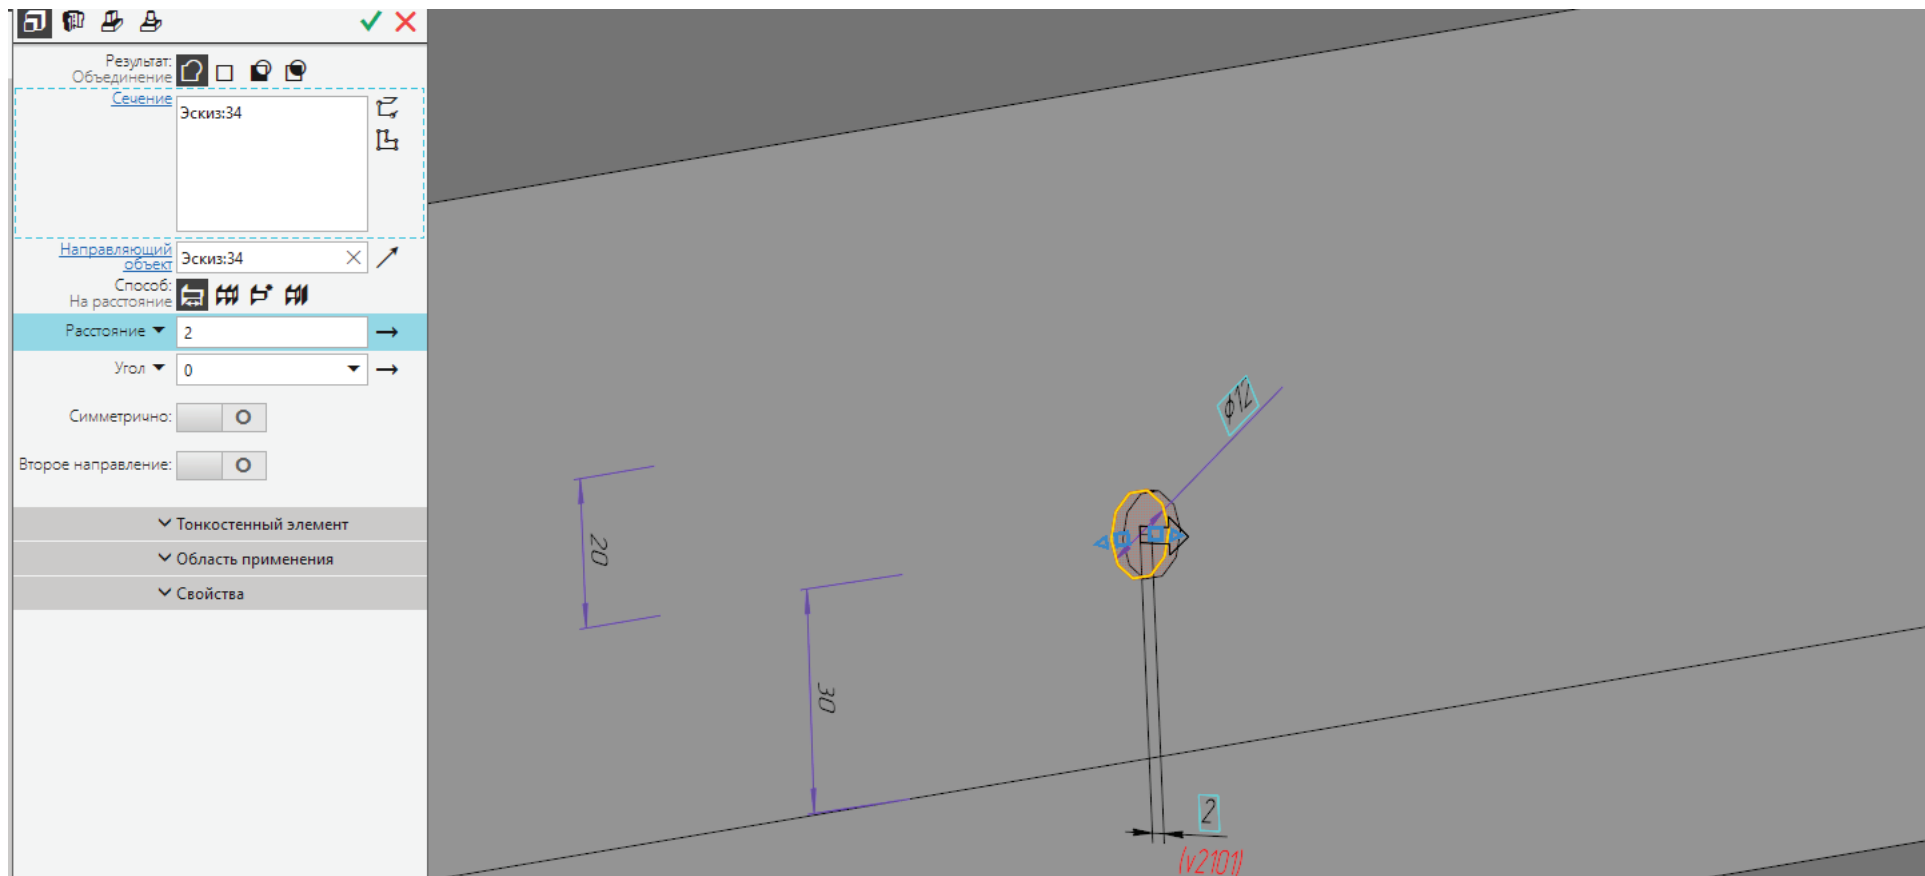 Результат:
Объединение
Сечение
Эскиз:34
Направляющий
объект
Эскиз:34
Способ:
На расстояние
Расстояние
2
Угол
0
Симметрично:
Второе направление:
Тонкостенный элемент
Область применения
Свойства
ϕ12
20
30
2
(v2101)